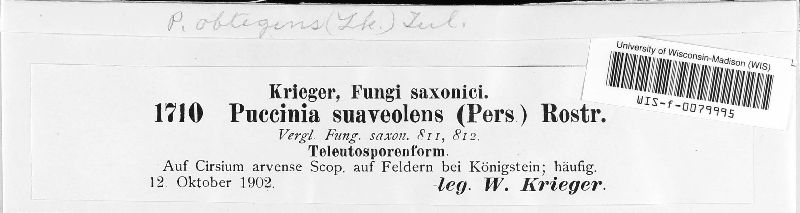 P. obtegens (Lk.) Tul.
University of Wisconsin-Madison (WIS)
WIS-f-0079995
Krieger, Fungi saxonici.
1710 Puccinia suaveolens (Pers) Rostr.
Vergl. Fung. saxon. 811, 812.
Teleutosporenform.
Auf Cirsium arvense Scop. auf Feldern bei Königstein; häufig.
12. Oktober 1902. leg. W. Krieger.